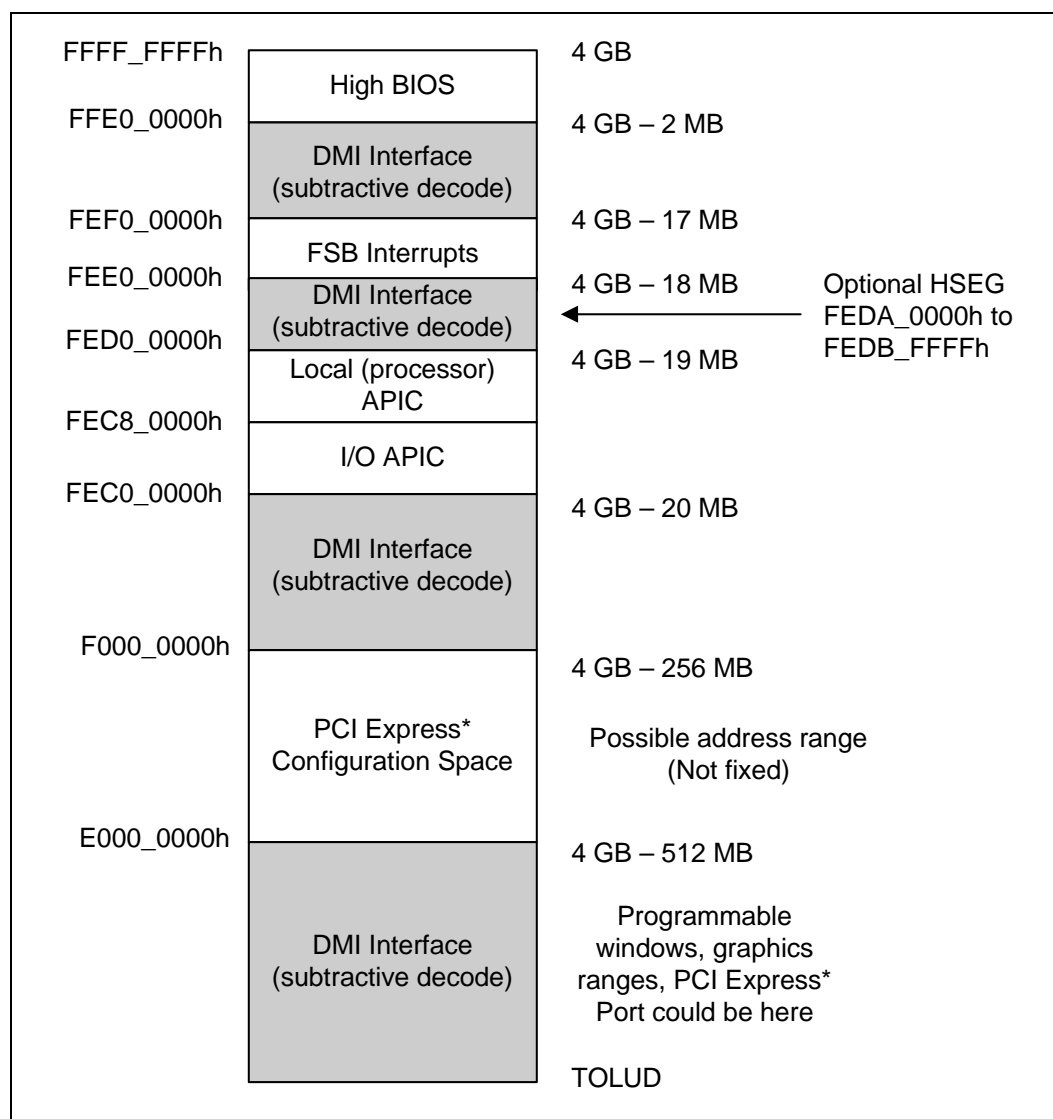 FFFF_FFFFh
4 GB
High BIOS
FFE0_0000h
4 GB – 2 MB
DMI Interface
(subtractive decode)
FEF0_0000h
4 GB – 17 MB
FSB Interrupts
FEE0_0000h
4 GB – 18 MB
DMI Interface
(subtractive decode)
Optional HSEG
FEDA_0000h to
FEDB_FFFFh
FED0_0000h
4 GB – 19 MB
Local (processor)
APIC
FEC8_0000h
I/O APIC
FEC0_0000h
4 GB – 20 MB
DMI Interface
(subtractive decode)
F000_0000h
4 GB – 256 MB
PCI Express*
Configuration Space
Possible address range
(Not fixed)
E000_0000h
4 GB – 512 MB
DMI Interface
(subtractive decode)
Programmable
windows, graphics
ranges, PCI Express*
Port could be here
TOLUD